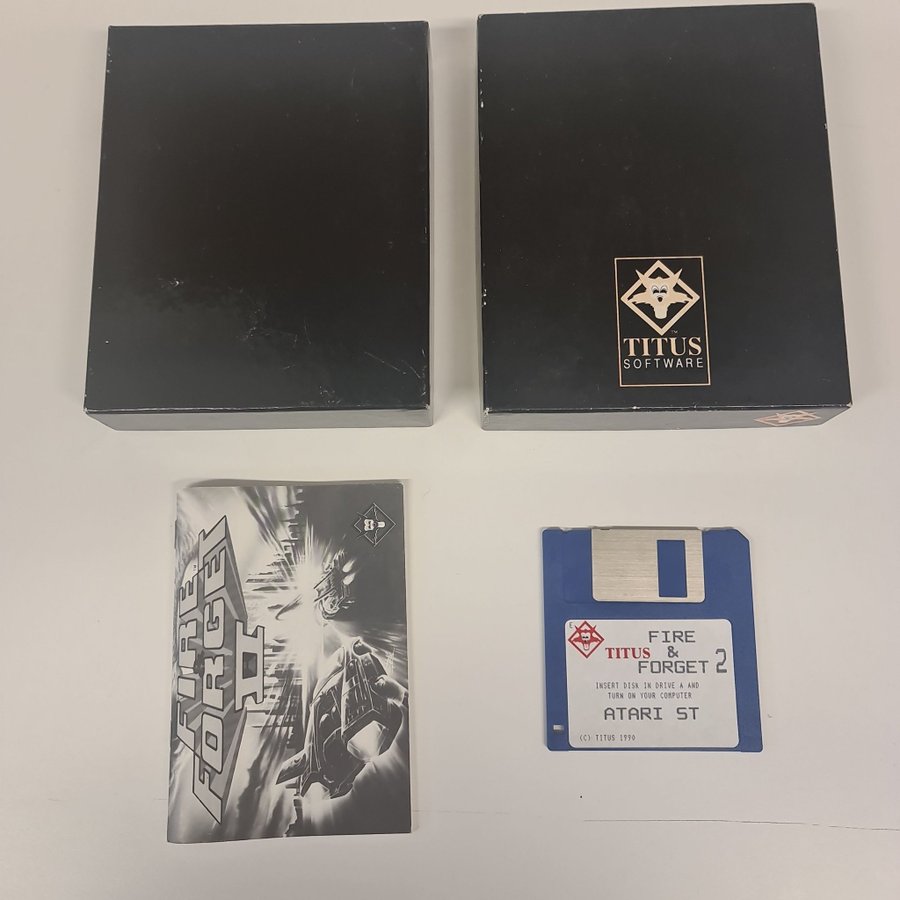 TITUS
SOFTWARE
™
FIRE
FORGET
II
E
TITUS
FIRE
&
FORGET 2
INSERT DISK IN DRIVE A AND
TURN ON YOUR COMPUTER
ATARI ST
(C) TITUS 1990